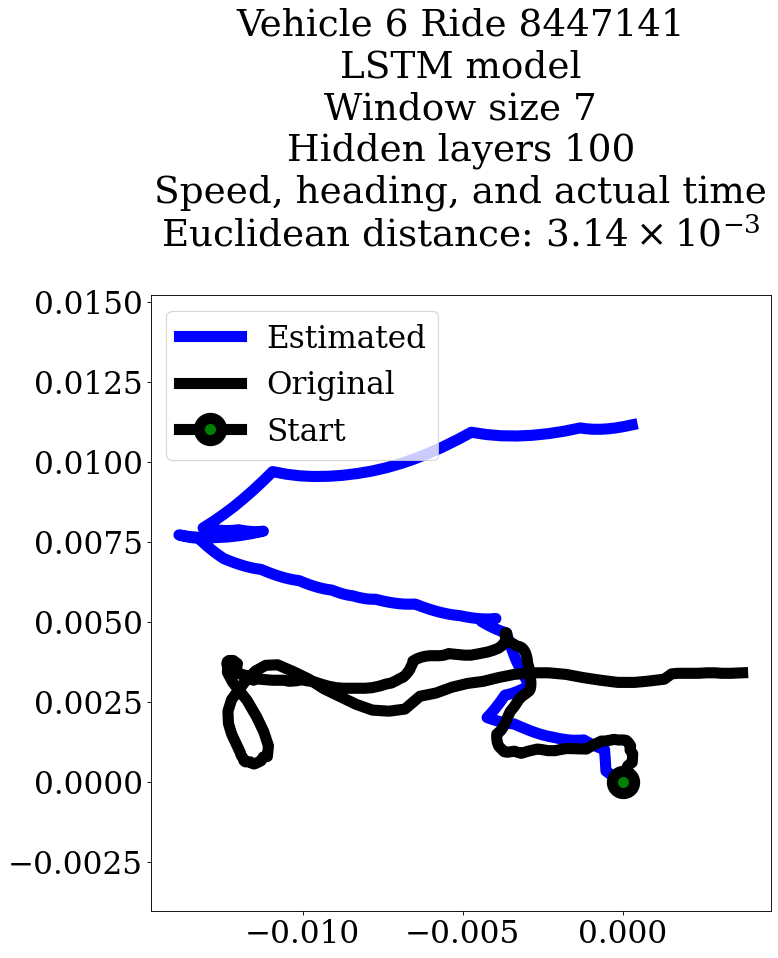 Vehicle 6 Ride 8447141
LSTM model
Window size 7
Hidden layers 100
Speed, heading, and actual time
Euclidean distance: 3.14 × 10⁻³
0.0150
0.0125
0.0100
0.0075
0.0050
0.0025
0.0000
−0.0025
Estimated
Original
Start
−0.010 −0.005 0.000